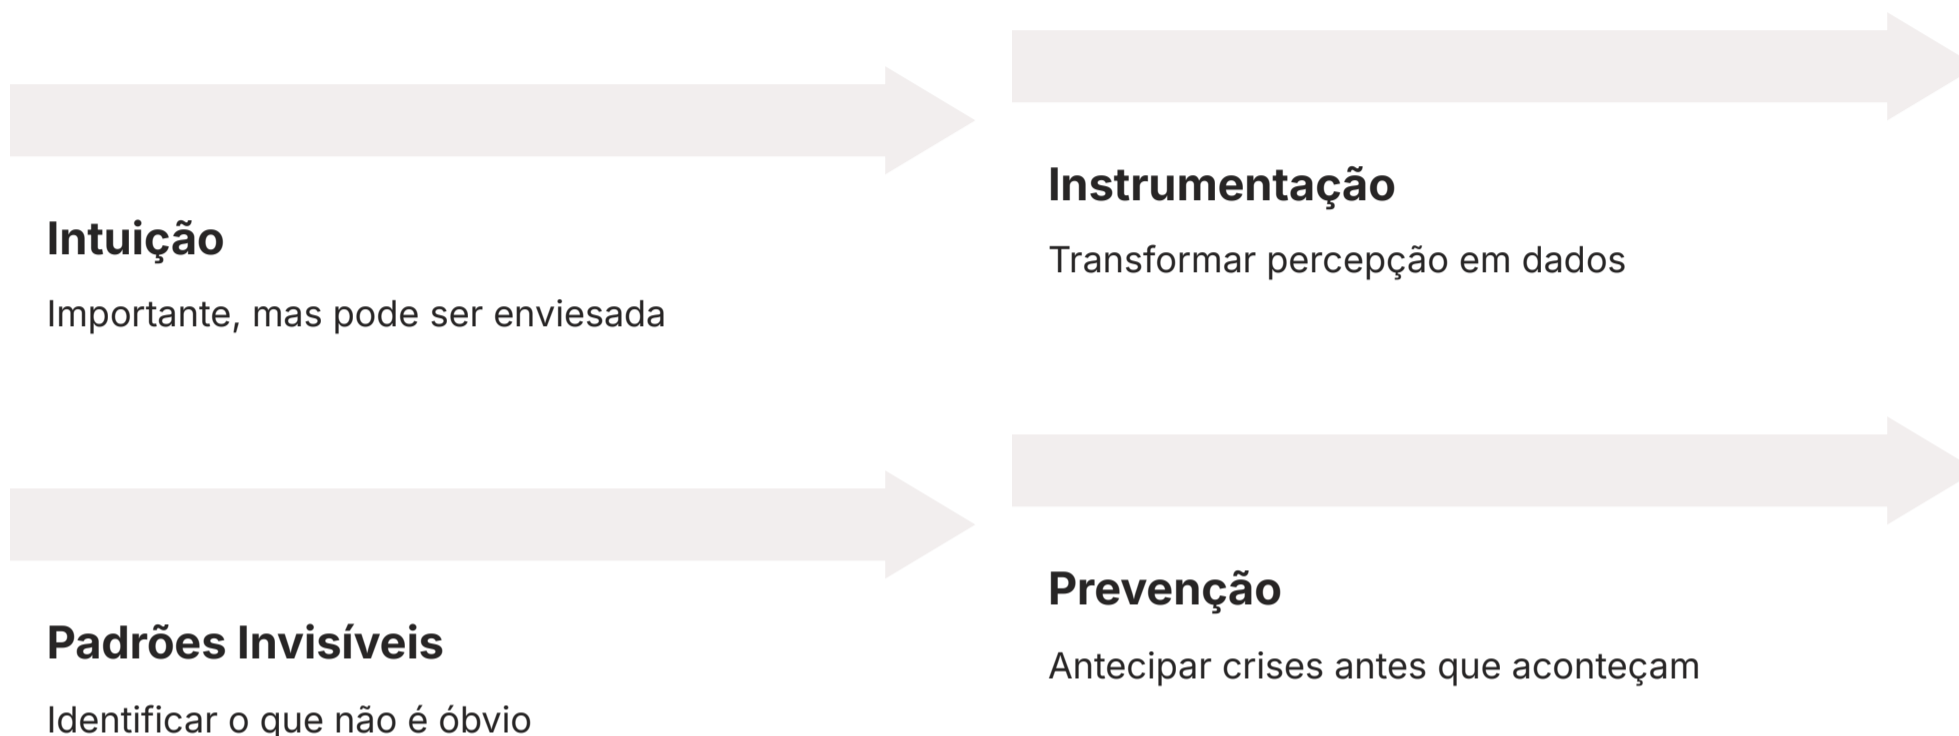 Intuição
Importante, mas pode ser enviesada
Instrumentação
Transformar percepção em dados
Padrões Invisíveis
Identificar o que não é óbvio
Prevenção
Antecipar crises antes que aconteçam